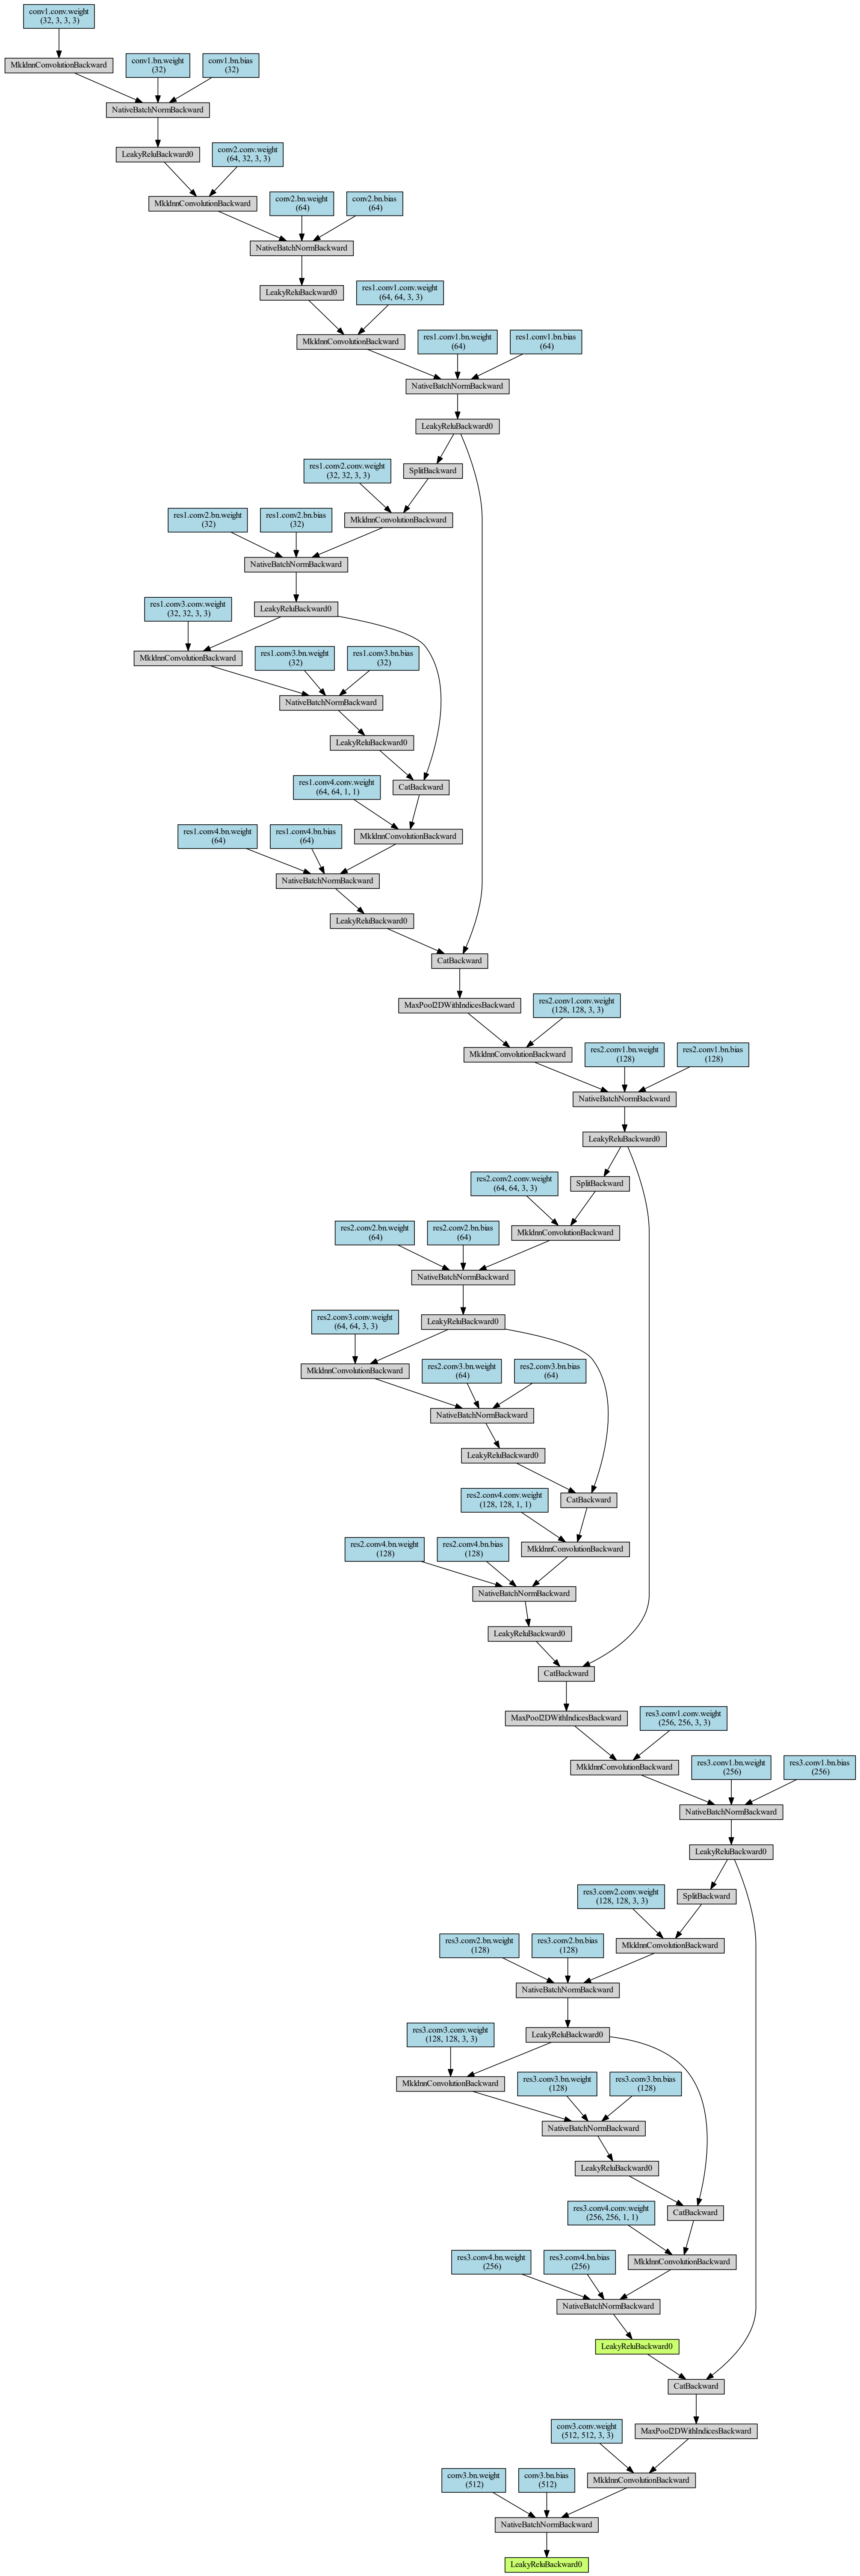 conv1.conv.weight
(32, 3, 3, 3)
MkldnnConvolutionBackward
conv1.bn.weight
(32)
conv1.bn.bias
(32)
NativeBatchNormBackward
LeakyReluBackward0
conv2.conv.weight
(64, 32, 3, 3)
MkldnnConvolutionBackward
conv2.bn.weight
(64)
conv2.bn.bias
(64)
NativeBatchNormBackward
LeakyReluBackward0
res1.conv1.conv.weight
(64, 64, 3, 3)
MkldnnConvolutionBackward
res1.conv1.bn.weight
(64)
res1.conv1.bn.bias
(64)
NativeBatchNormBackward
LeakyReluBackward0
res1.conv2.conv.weight
(32, 32, 3, 3)
SplitBackward
MkldnnConvolutionBackward
res1.conv2.bn.weight
(32)
res1.conv2.bn.bias
(32)
NativeBatchNormBackward
LeakyReluBackward0
res1.conv3.conv.weight
(32, 32, 3, 3)
MkldnnConvolutionBackward
res1.conv3.bn.weight
(32)
res1.conv3.bn.bias
(32)
NativeBatchNormBackward
LeakyReluBackward0
res1.conv4.conv.weight
(64, 64, 1, 1)
CatBackward
MkldnnConvolutionBackward
res1.conv4.bn.weight
(64)
res1.conv4.bn.bias
(64)
NativeBatchNormBackward
LeakyReluBackward0
CatBackward
MaxPool2DWithIndicesBackward
res2.conv1.conv.weight
(128, 128, 3, 3)
MkldnnConvolutionBackward
res2.conv1.bn.weight
(128)
res2.conv1.bn.bias
(128)
NativeBatchNormBackward
LeakyReluBackward0
res2.conv2.conv.weight
(64, 64, 3, 3)
SplitBackward
MkldnnConvolutionBackward
res2.conv2.bn.weight
(64)
res2.conv2.bn.bias
(64)
NativeBatchNormBackward
LeakyReluBackward0
res2.conv3.conv.weight
(64, 64, 3, 3)
MkldnnConvolutionBackward
res2.conv3.bn.weight
(64)
res2.conv3.bn.bias
(64)
NativeBatchNormBackward
LeakyReluBackward0
res2.conv4.conv.weight
(128, 128, 1, 1)
CatBackward
MkldnnConvolutionBackward
res2.conv4.bn.weight
(128)
res2.conv4.bn.bias
(128)
NativeBatchNormBackward
LeakyReluBackward0
CatBackward
MaxPool2DWithIndicesBackward
res3.conv1.conv.weight
(256, 256, 3, 3)
MkldnnConvolutionBackward
res3.conv1.bn.weight
(256)
res3.conv1.bn.bias
(256)
NativeBatchNormBackward
LeakyReluBackward0
res3.conv2.conv.weight
(128, 128, 3, 3)
SplitBackward
MkldnnConvolutionBackward
res3.conv2.bn.weight
(128)
res3.conv2.bn.bias
(128)
NativeBatchNormBackward
LeakyReluBackward0
res3.conv3.conv.weight
(128, 128, 3, 3)
MkldnnConvolutionBackward
res3.conv3.bn.weight
(128)
res3.conv3.bn.bias
(128)
NativeBatchNormBackward
LeakyReluBackward0
res3.conv4.conv.weight
(256, 256, 1, 1)
CatBackward
MkldnnConvolutionBackward
res3.conv4.bn.weight
(256)
res3.conv4.bn.bias
(256)
NativeBatchNormBackward
LeakyReluBackward0
CatBackward
conv3.conv.weight
(512, 512, 3, 3)
MaxPool2DWithIndicesBackward
MkldnnConvolutionBackward
conv3.bn.weight
(512)
conv3.bn.bias
(512)
NativeBatchNormBackward
LeakyReluBackward0